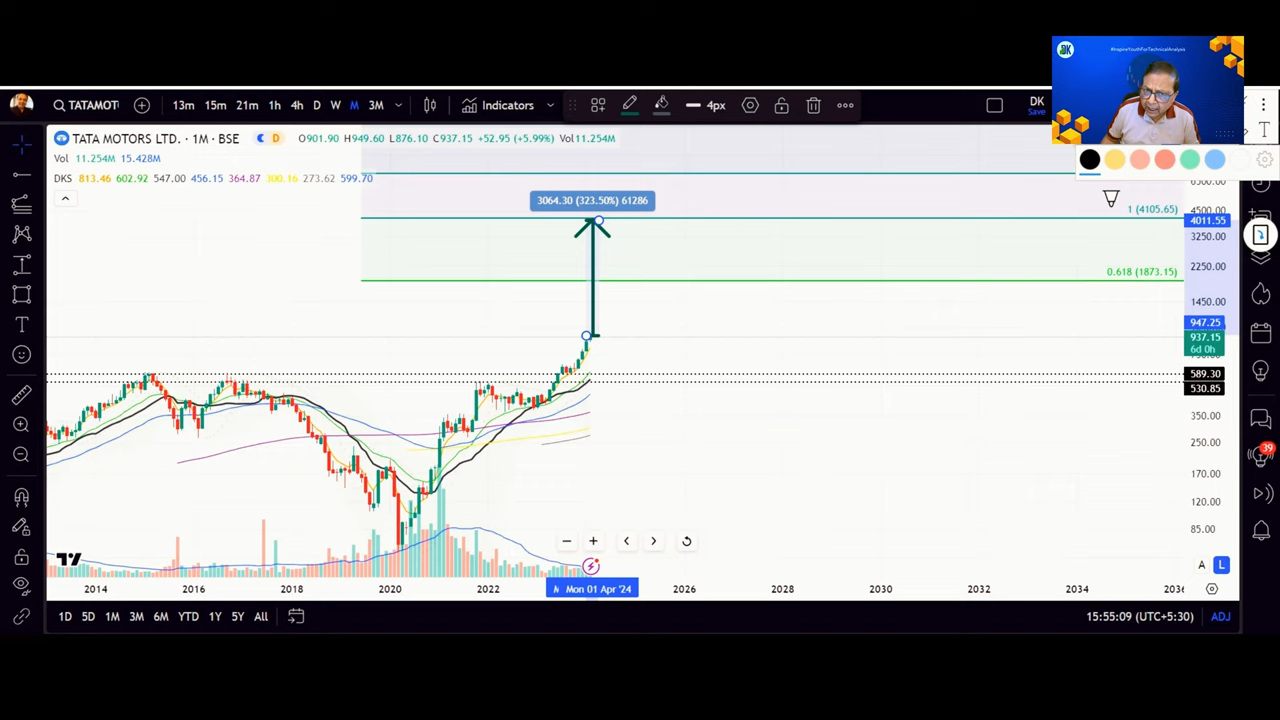 DK
#InspireYouthForTechnicalAnalysis
TATAMOT
13m 15m 21m 1h 4h D W M 3M
Indicators
4px
DK
Save
TATA MOTORS LTD. · 1M · BSE
D
O901.90 H949.60 L876.10 C937.15 +52.95 (+5.99%) Vol11.254M
Vol 11.254M 15.428M
DKS 813.46 602.92 547.00 456.15 364.87 300.16 273.62 599.70
3064.30 (323.50%) 61286
1 (4105.65)
0.618 (1873.15)
6500.00
4500.00
4011.55
3250.00
2250.00
1450.00
947.25
937.15
6d 0h
589.30
530.85
350.00
250.00
170.00
120.00
85.00
39
A L
2014 2016 2018 2020 2022 Mon 01 Apr '24 2026 2028 2030 2032 2034 2036
1D 5D 1M 3M 6M YTD 1Y 5Y All
15:55:09 (UTC+5:30) ADJ